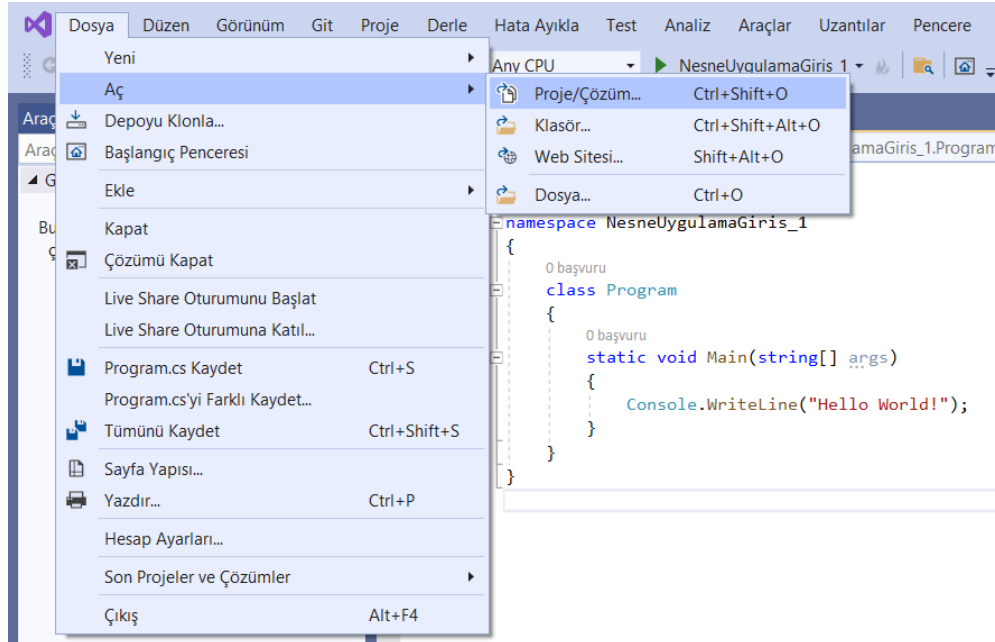 Dosya Düzen Görünüm Git Proje Derle Hata Ayıkla Test Analiz Araçlar Uzantılar Pencere
Any CPU NesneUygulamaGiris_1
Yeni
Aç
Depoyu Klonla...
Başlangıç Penceresi
Ekle
Kapat
Çözümü Kapat
Live Share Oturumunu Başlat
Live Share Oturumuna Katıl...
Program.cs Kaydet Ctrl+S
Program.cs'yi Farklı Kaydet...
Tümünü Kaydet Ctrl+Shift+S
Sayfa Yapısı...
Yazdır... Ctrl+P
Hesap Ayarları...
Son Projeler ve Çözümler
Çıkış Alt+F4
Proje/Çözüm... Ctrl+Shift+O
Klasör... Ctrl+Shift+Alt+O
Web Sitesi... Shift+Alt+O
Dosya... Ctrl+O
amaGiris_1.Program
namespace NesneUygulamaGiris_1
{
0 başvuru
class Program
{
0 başvuru
static void Main(string[] args)
{
Console.WriteLine("Hello World!");
}
}
}